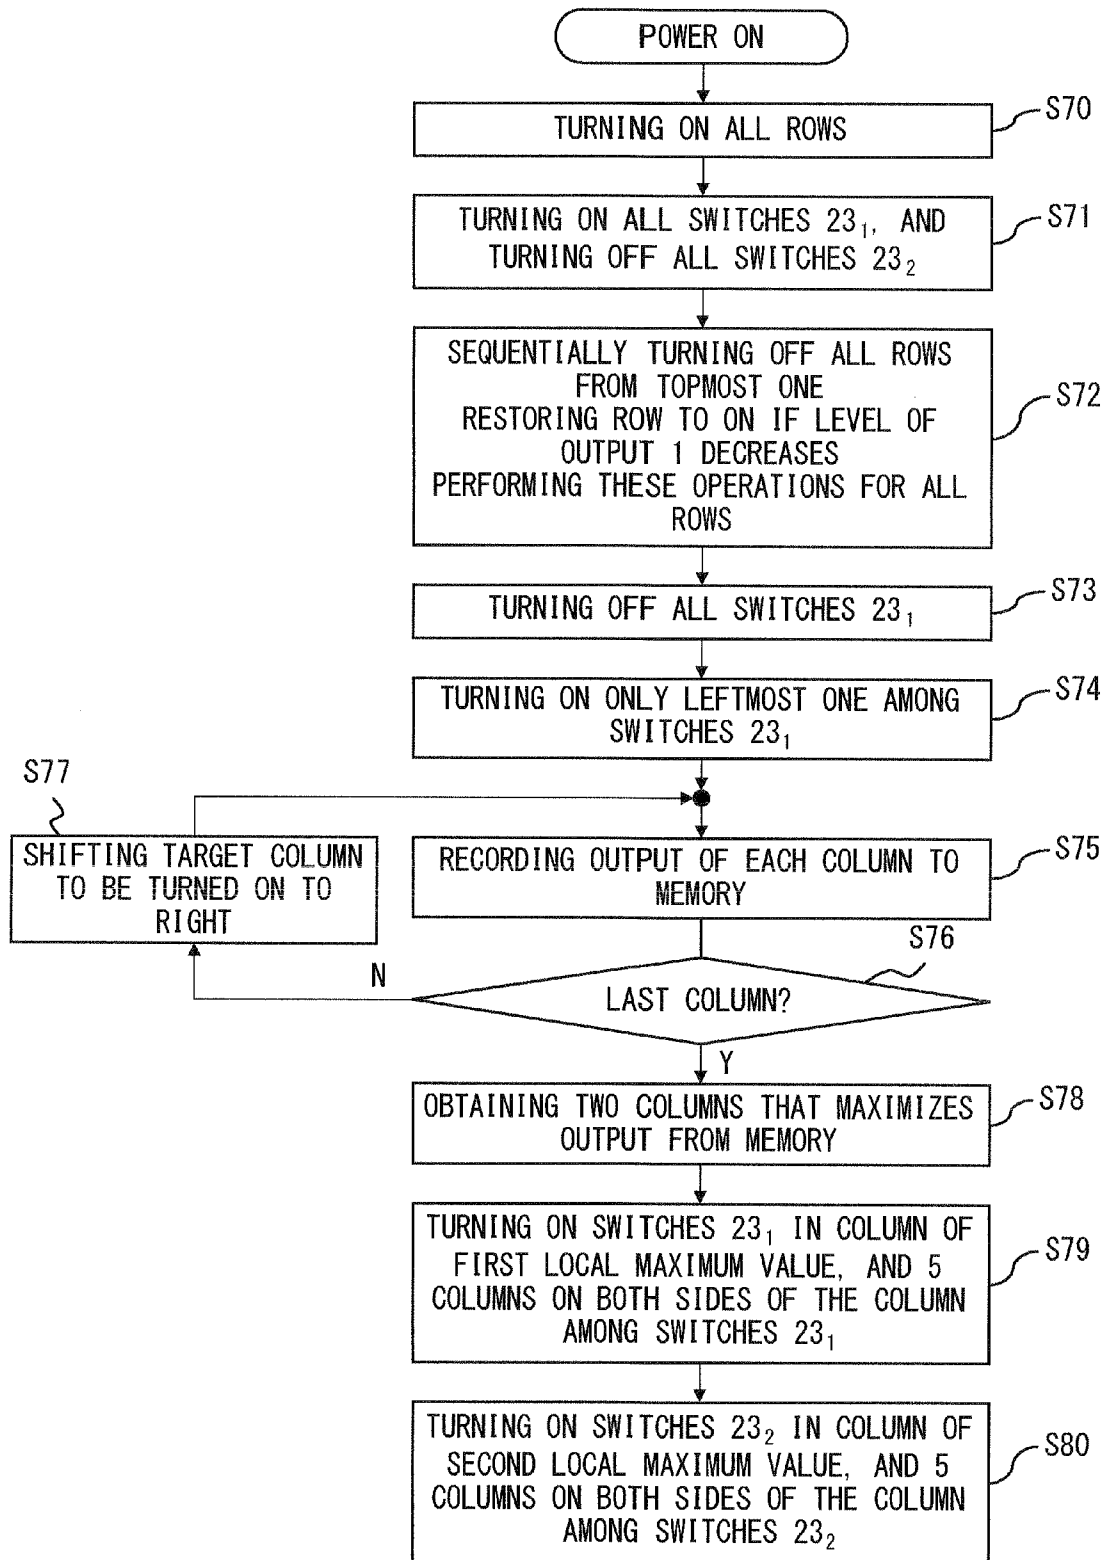 POWER ON
TURNING ON ALL ROWS
S70
TURNING ON ALL SWITCHES 23₁, AND
TURNING OFF ALL SWITCHES 23₂
S71
SEQUENTIALLY TURNING OFF ALL ROWS
FROM TOPMOST ONE
RESTORING ROW TO ON IF LEVEL OF
OUTPUT 1 DECREASES
PERFORMING THESE OPERATIONS FOR ALL
ROWS
S72
TURNING OFF ALL SWITCHES 23₁
S73
TURNING ON ONLY LEFTMOST ONE AMONG
SWITCHES 23₁
S74
S77
SHIFTING TARGET COLUMN
TO BE TURNED ON TO
RIGHT
RECORDING OUTPUT OF EACH COLUMN TO
MEMORY
S75
S76
N
LAST COLUMN?
Y
OBTAINING TWO COLUMNS THAT MAXIMIZES
OUTPUT FROM MEMORY
S78
TURNING ON SWITCHES 23₁ IN COLUMN OF
FIRST LOCAL MAXIMUM VALUE, AND 5
COLUMNS ON BOTH SIDES OF THE COLUMN
AMONG SWITCHES 23₁
S79
TURNING ON SWITCHES 23₂ IN COLUMN OF
SECOND LOCAL MAXIMUM VALUE, AND 5
COLUMNS ON BOTH SIDES OF THE COLUMN
AMONG SWITCHES 23₂
S80